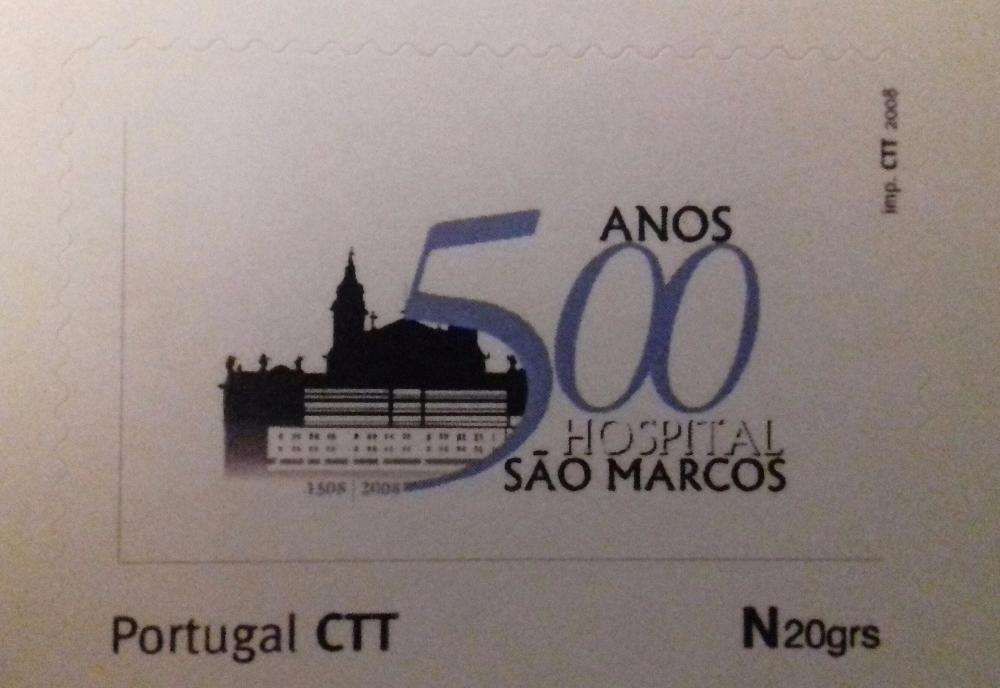 imp. CTT 2008
ANOS
500
HOSPITAL
SÃO MARCOS
1508 | 2008
Portugal CTT
N20grs